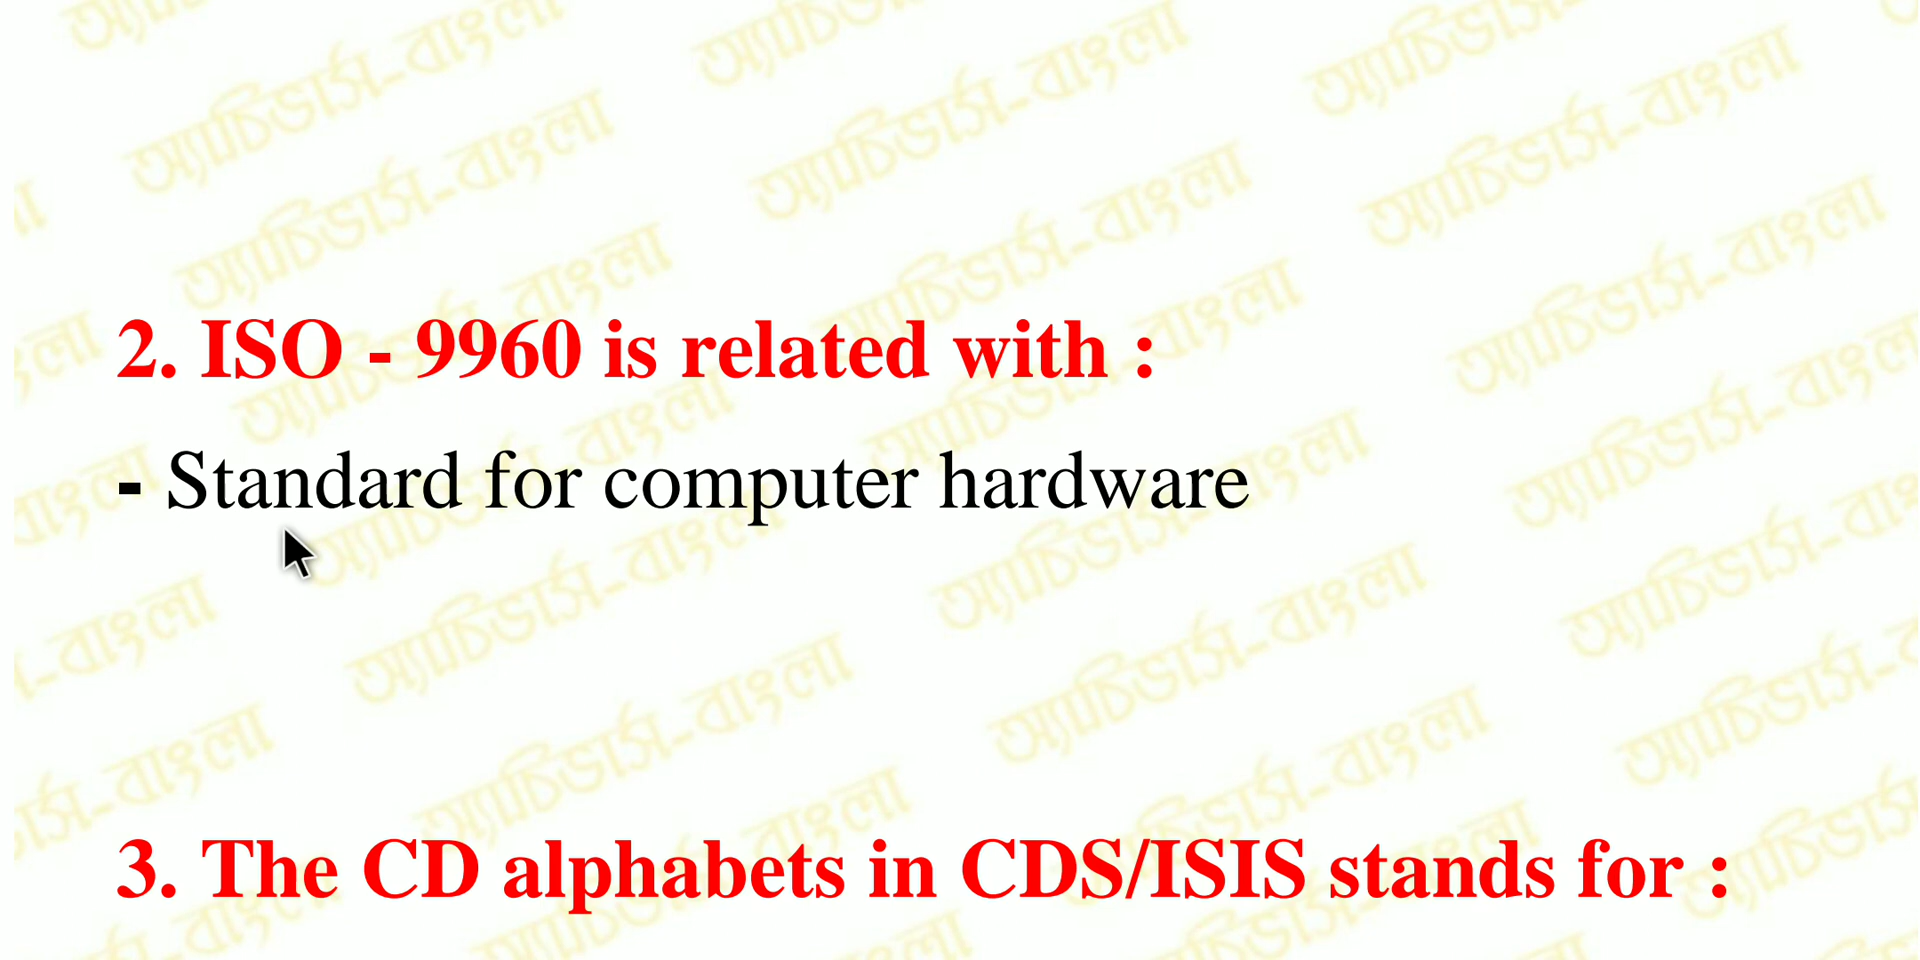 2. ISO - 9960 is related with :
- Standard for computer hardware
3. The CD alphabets in CDS/ISIS stands for :